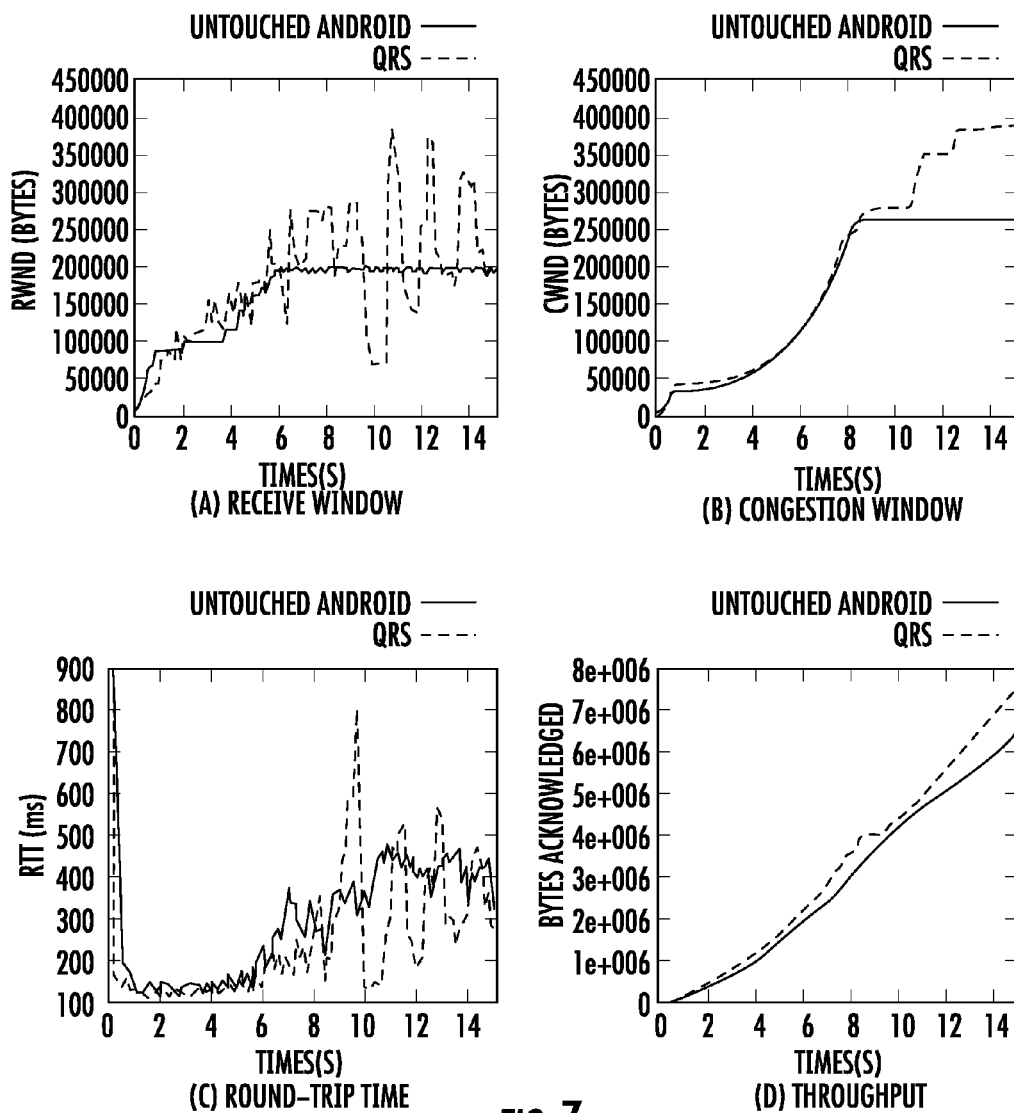 UNTOUCHED ANDROID
QRS
450000
400000
350000
300000
250000
200000
150000
100000
50000
0
RWND (BYTES)
0 2 4 6 8 10 12 14
TIMES(S)
(A) RECEIVE WINDOW
UNTOUCHED ANDROID
QRS
450000
400000
350000
300000
250000
200000
150000
100000
50000
0
CWND (BYTES)
0 2 4 6 8 10 12 14
TIMES(S)
(B) CONGESTION WINDOW
UNTOUCHED ANDROID
QRS
900
800
700
600
500
400
300
200
100
RTT (ms)
0 2 4 6 8 10 12 14
TIMES(S)
(C) ROUND-TRIP TIME
UNTOUCHED ANDROID
QRS
8e+006
7e+006
6e+006
5e+006
4e+006
3e+006
2e+006
1e+006
0
BYTES ACKNOWLEDGED
0 2 4 6 8 10 12 14
TIMES(S)
(D) THROUGHPUT